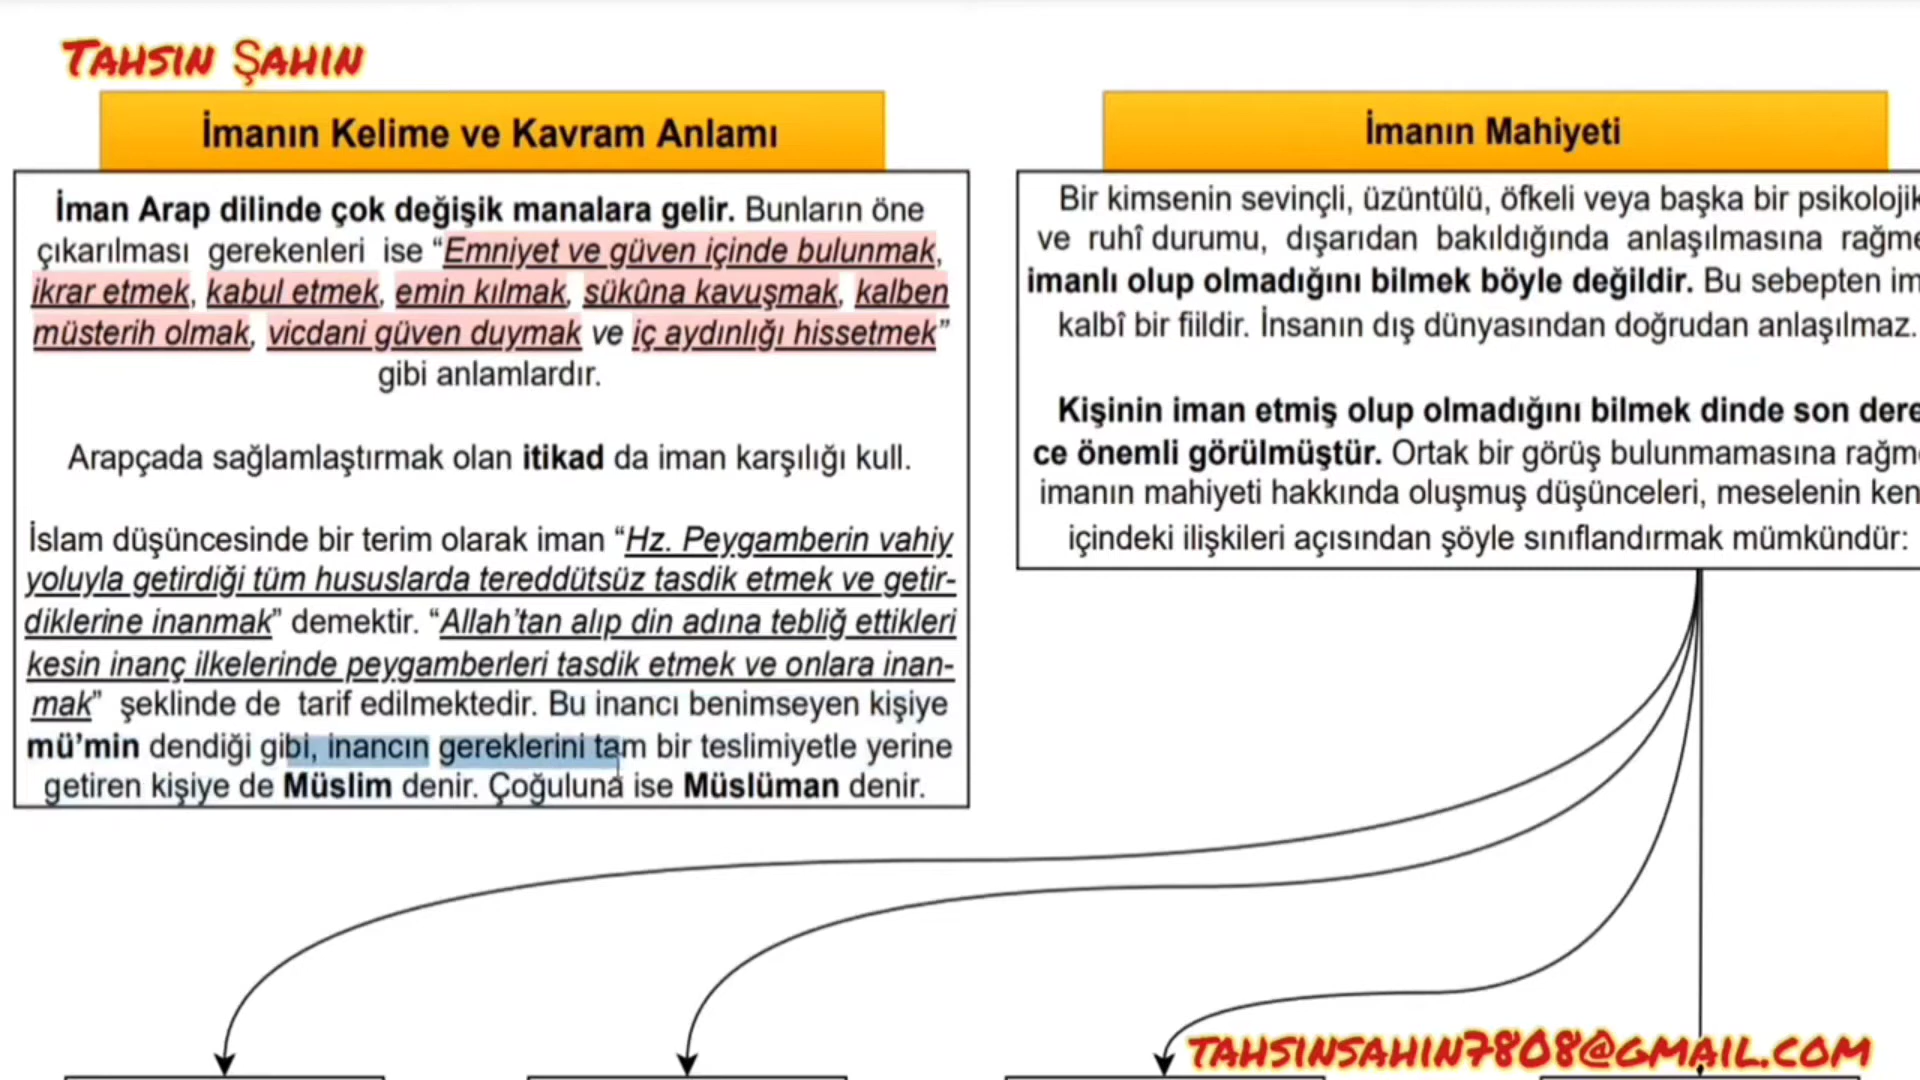 Tahsin Şahin
İmanın Kelime ve Kavram Anlamı
İman Arap dilinde çok değişik manalara gelir. Bunların öne
çıkarılması gerekenleri ise “Emniyet ve güven içinde bulunmak,
ikrar etmek, kabul etmek, emin kılmak, sükûna kavuşmak, kalben
müsterih olmak, vicdani güven duymak ve iç aydınlığı hissetmek”
gibi anlamlardır.
Arapçada sağlamlaştırmak olan itikad da iman karşılığı kull.
İslam düşüncesinde bir terim olarak iman “Hz. Peygamberin vahiy
yoluyla getirdiği tüm hususlarda tereddütsüz tasdik etmek ve getir-
diklerine inanmak” demektir. “Allah’tan alıp din adına tebliğ ettikleri
kesin inanç ilkelerinde peygamberleri tasdik etmek ve onlara inan-
mak” şeklinde de tarif edilmektedir. Bu inancı benimseyen kişiye
mü’min dendiği gibi, inancın gereklerini tam bir teslimiyetle yerine
getiren kişiye de Müslim denir. Çoğuluna ise Müslüman denir.
İmanın Mahiyeti
Bir kimsenin sevinçli, üzüntülü, öfkeli veya başka bir psikolojik
ve ruhî durumu, dışarıdan bakıldığında anlaşılmasına rağme
imanlı olup olmadığını bilmek böyle değildir. Bu sebepten im
kalbî bir fiildir. İnsanın dış dünyasından doğrudan anlaşılmaz.
Kişinin iman etmiş olup olmadığını bilmek dinde son dere
ce önemli görülmüştür. Ortak bir görüş bulunmamasına rağme
imanın mahiyeti hakkında oluşmuş düşünceleri, meselenin ken
içindeki ilişkileri açısından şöyle sınıflandırmak mümkündür:
tahsinsahin7808@gmail.com